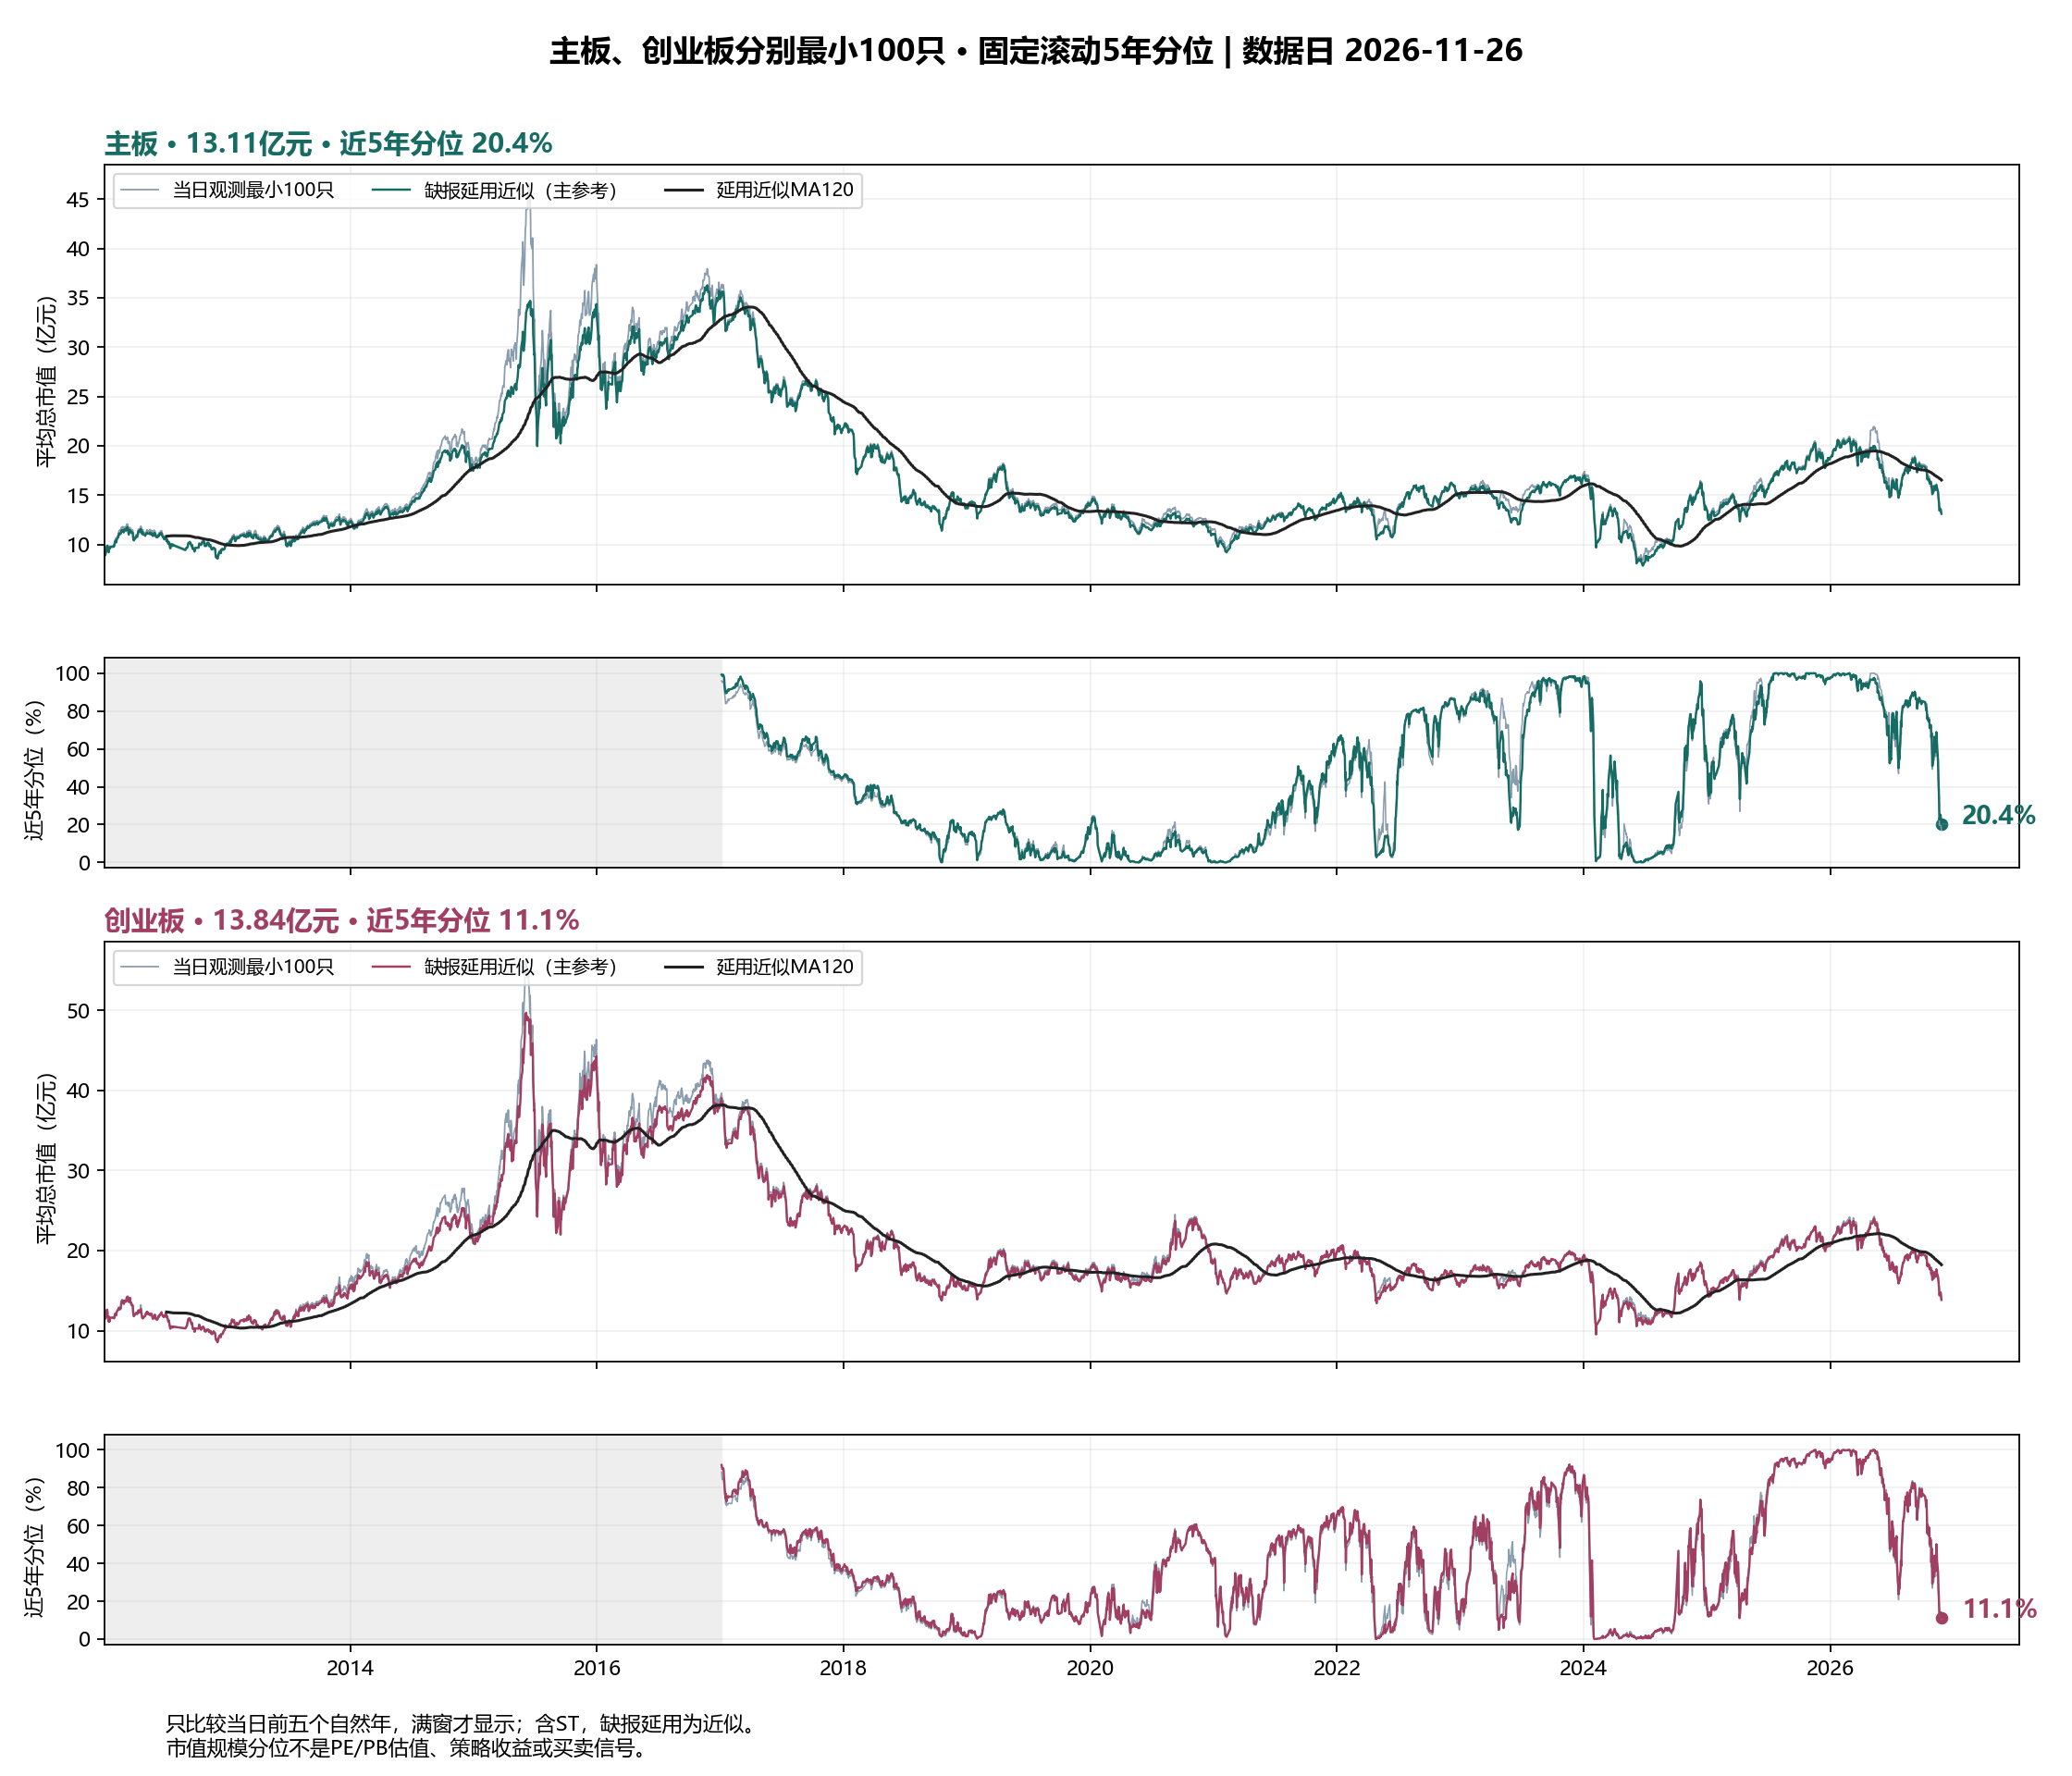 主板、创业板分别最小100只 • 固定滚动5年分位 | 数据日 2026-11-26
主板 • 13.11亿元 • 近5年分位 20.4%
当日观测最小100只
缺报延用近似（主参考）
延用近似MA120
平均总市值（亿元）
45
40
35
30
25
20
15
10
近5年分位（%）
100
80
60
40
20
0
20.4%
创业板 • 13.84亿元 • 近5年分位 11.1%
当日观测最小100只
缺报延用近似（主参考）
延用近似MA120
平均总市值（亿元）
50
40
30
20
10
近5年分位（%）
100
80
60
40
20
0
11.1%
2014 2016 2018 2020 2022 2024 2026
只比较当日前五个自然年，满窗才显示；含ST，缺报延用为近似。
市值规模分位不是PE/PB估值、策略收益或买卖信号。